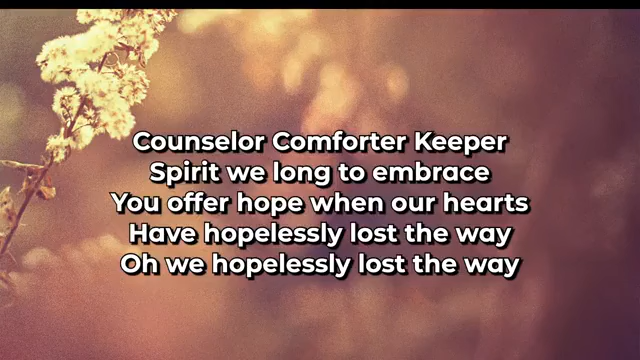 Counselor Comforter Keeper
Spirit we long to embrace
You offer hope when our hearts
Have hopelessly lost the way
Oh we hopelessly lost the way